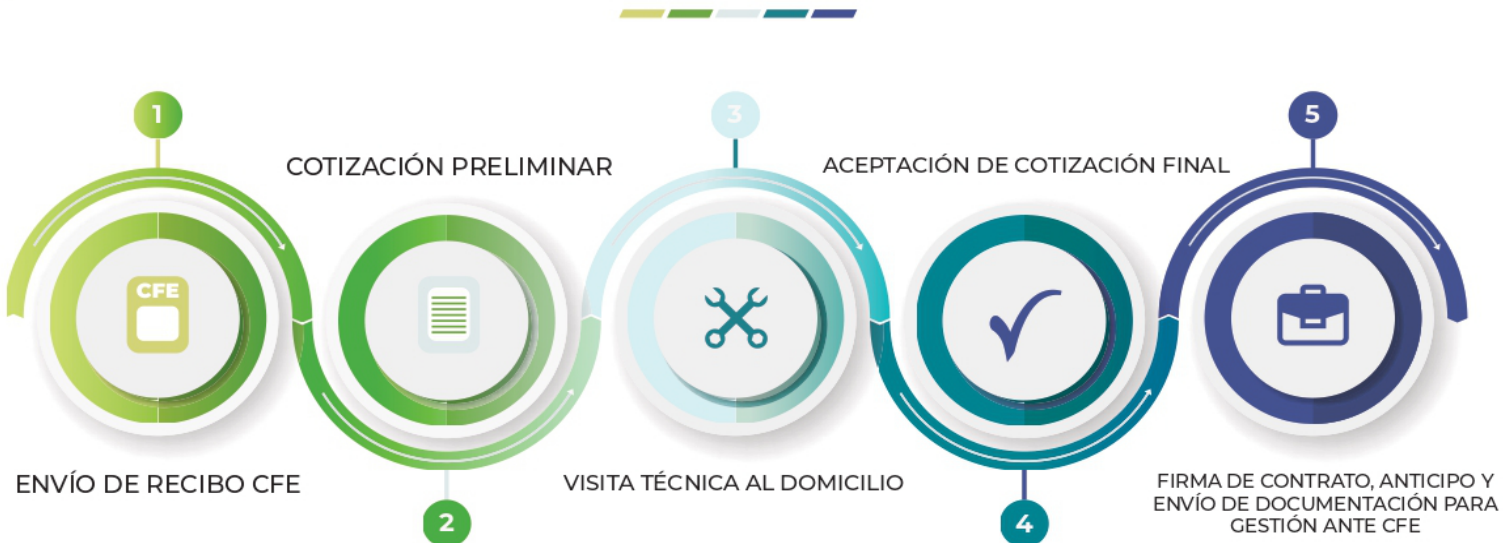 1
CFE
ENVÍO DE RECIBO CFE
COTIZACIÓN PRELIMINAR
2
3
VISITA TÉCNICA AL DOMICILIO
ACEPTACIÓN DE COTIZACIÓN FINAL
4
5
FIRMA DE CONTRATO, ANTICIPO Y
ENVÍO DE DOCUMENTACIÓN PARA
GESTIÓN ANTE CFE